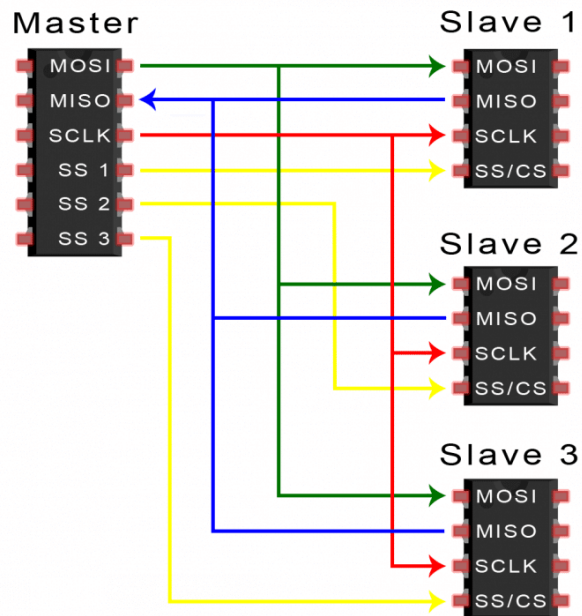 Master
MOSI
MISO
SCLK
SS 1
SS 2
SS 3
Slave 1
MOSI
MISO
SCLK
SS/CS
Slave 2
MOSI
MISO
SCLK
SS/CS
Slave 3
MOSI
MISO
SCLK
SS/CS